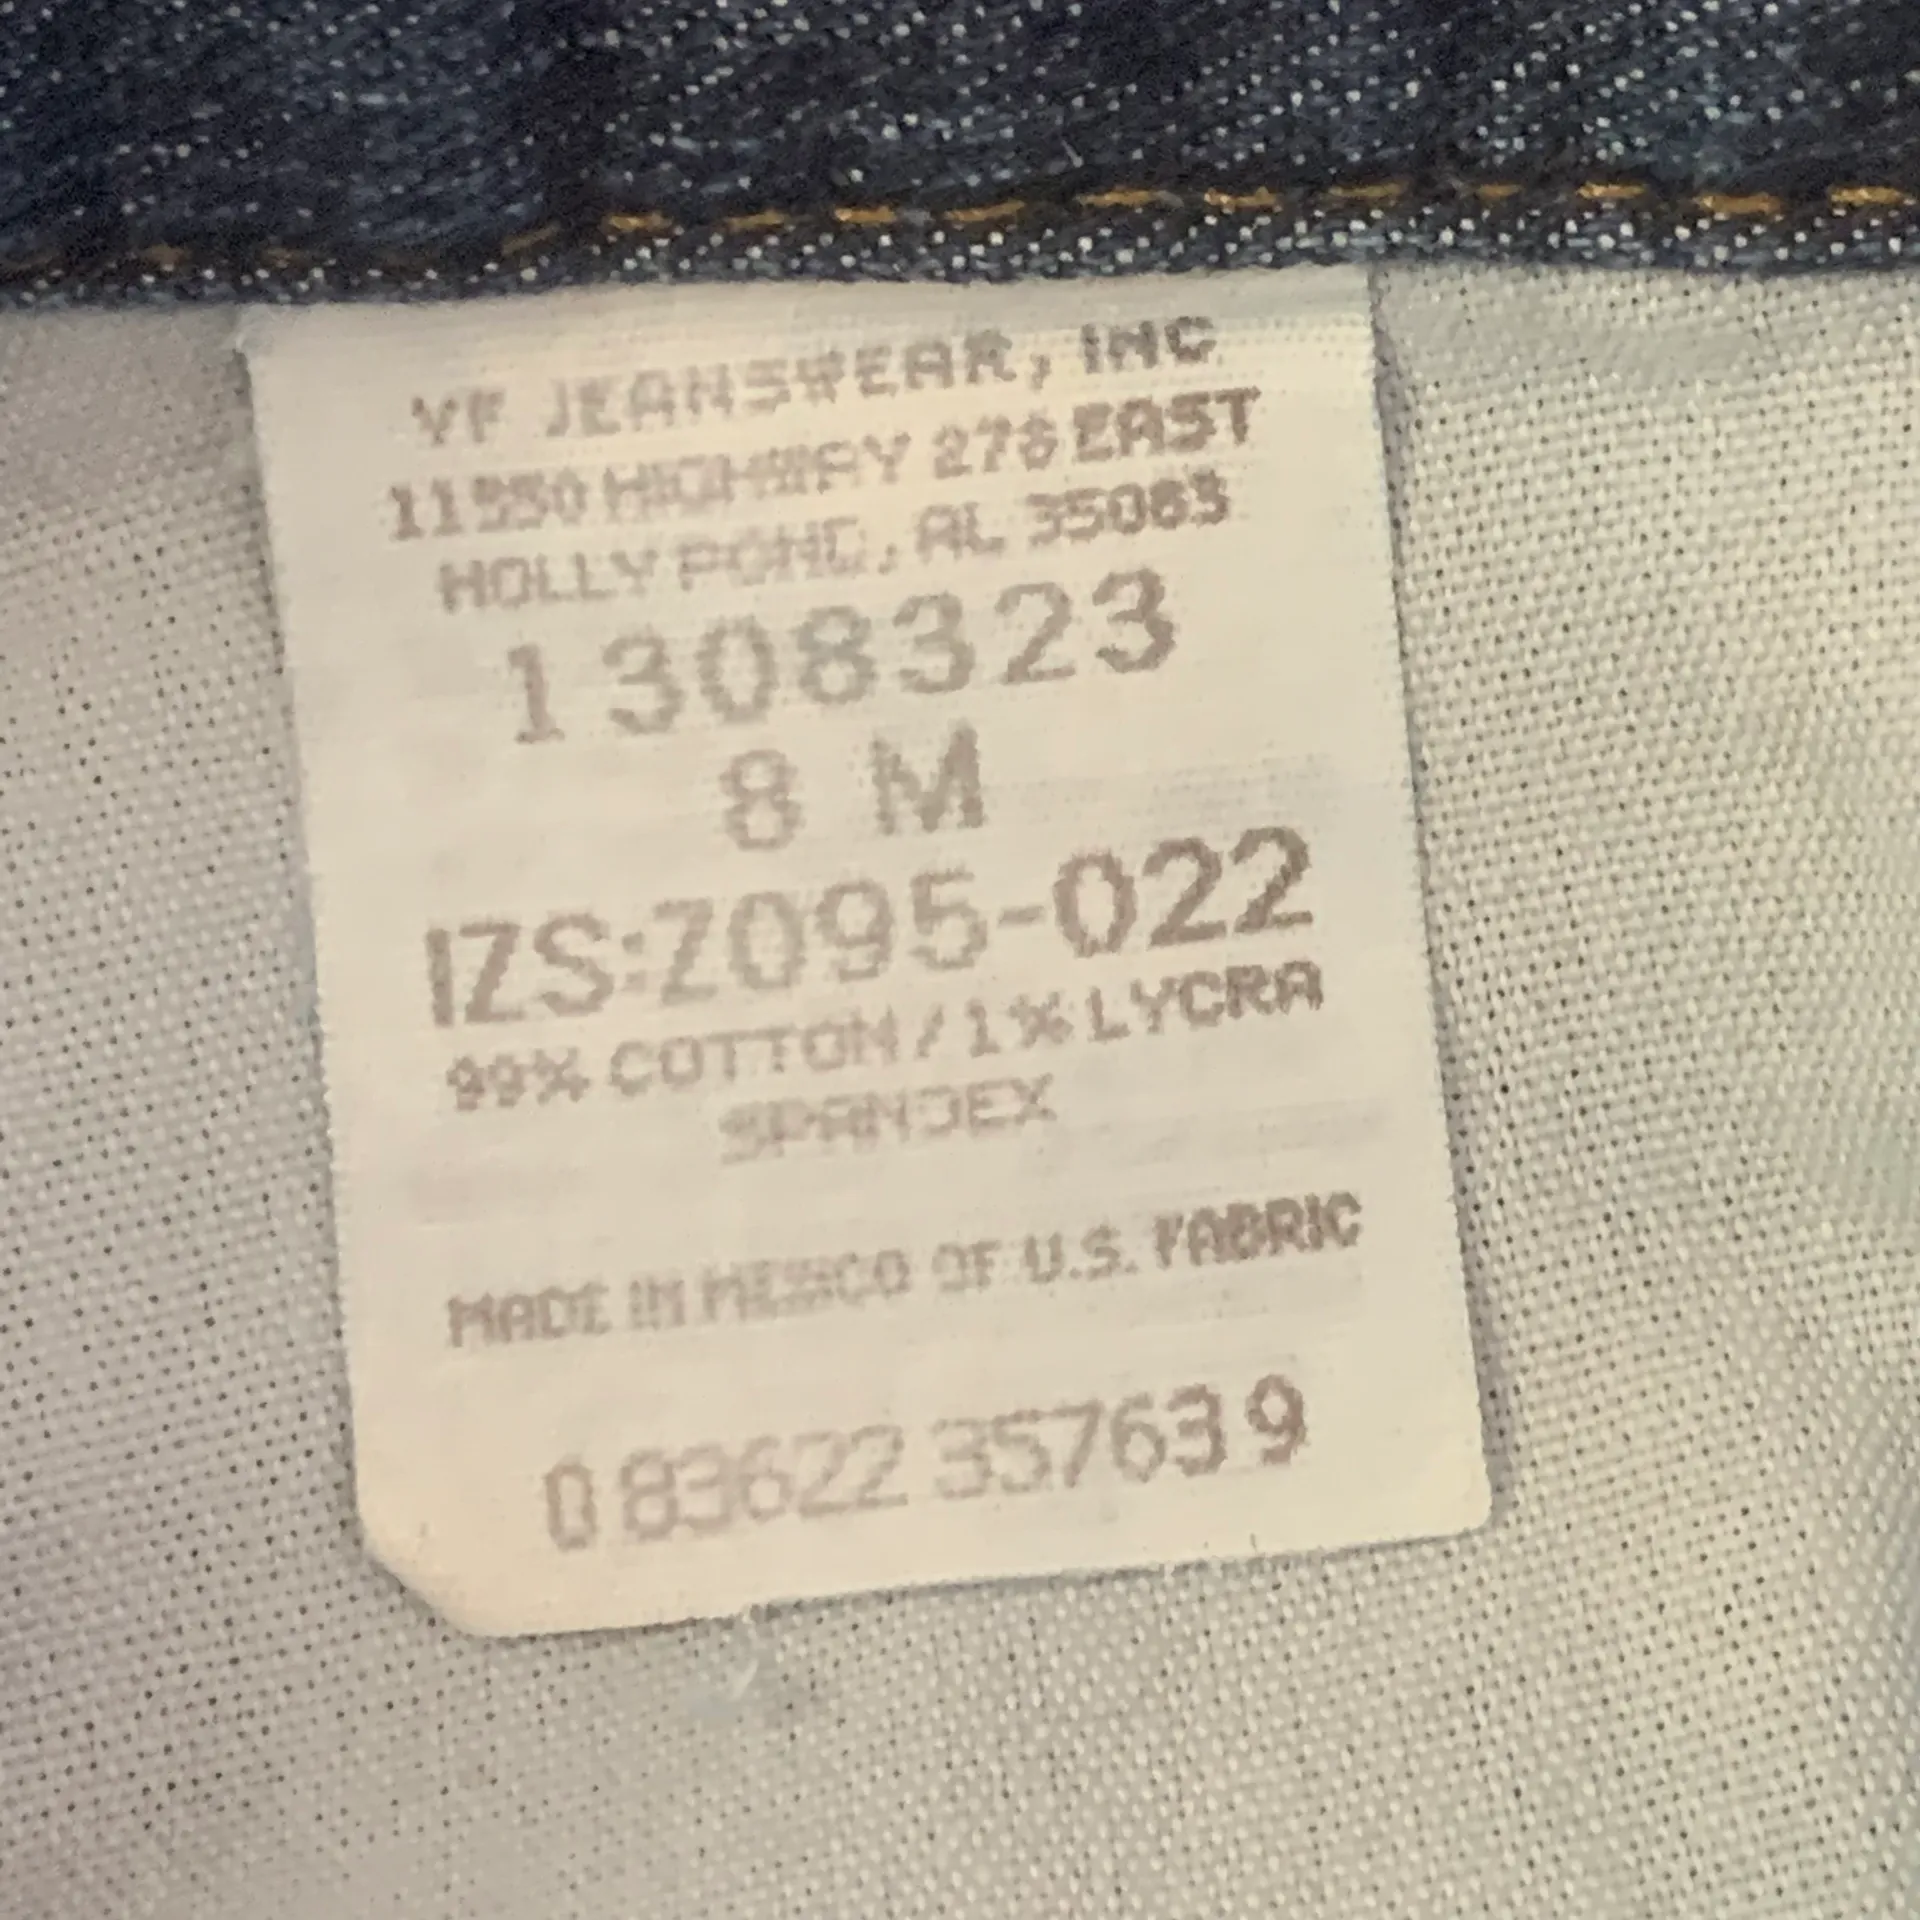 VF JEANSWEAR, INC
11950 HIGHWAY 278 EAST
HOLLY POND, AL 35083
1308323
8 M
IZS:Z095-022
99% COTTON / 1% LYCRA
SPANDEX
MADE IN MEXICO OF U.S. FABRIC
0 83622 35763 9